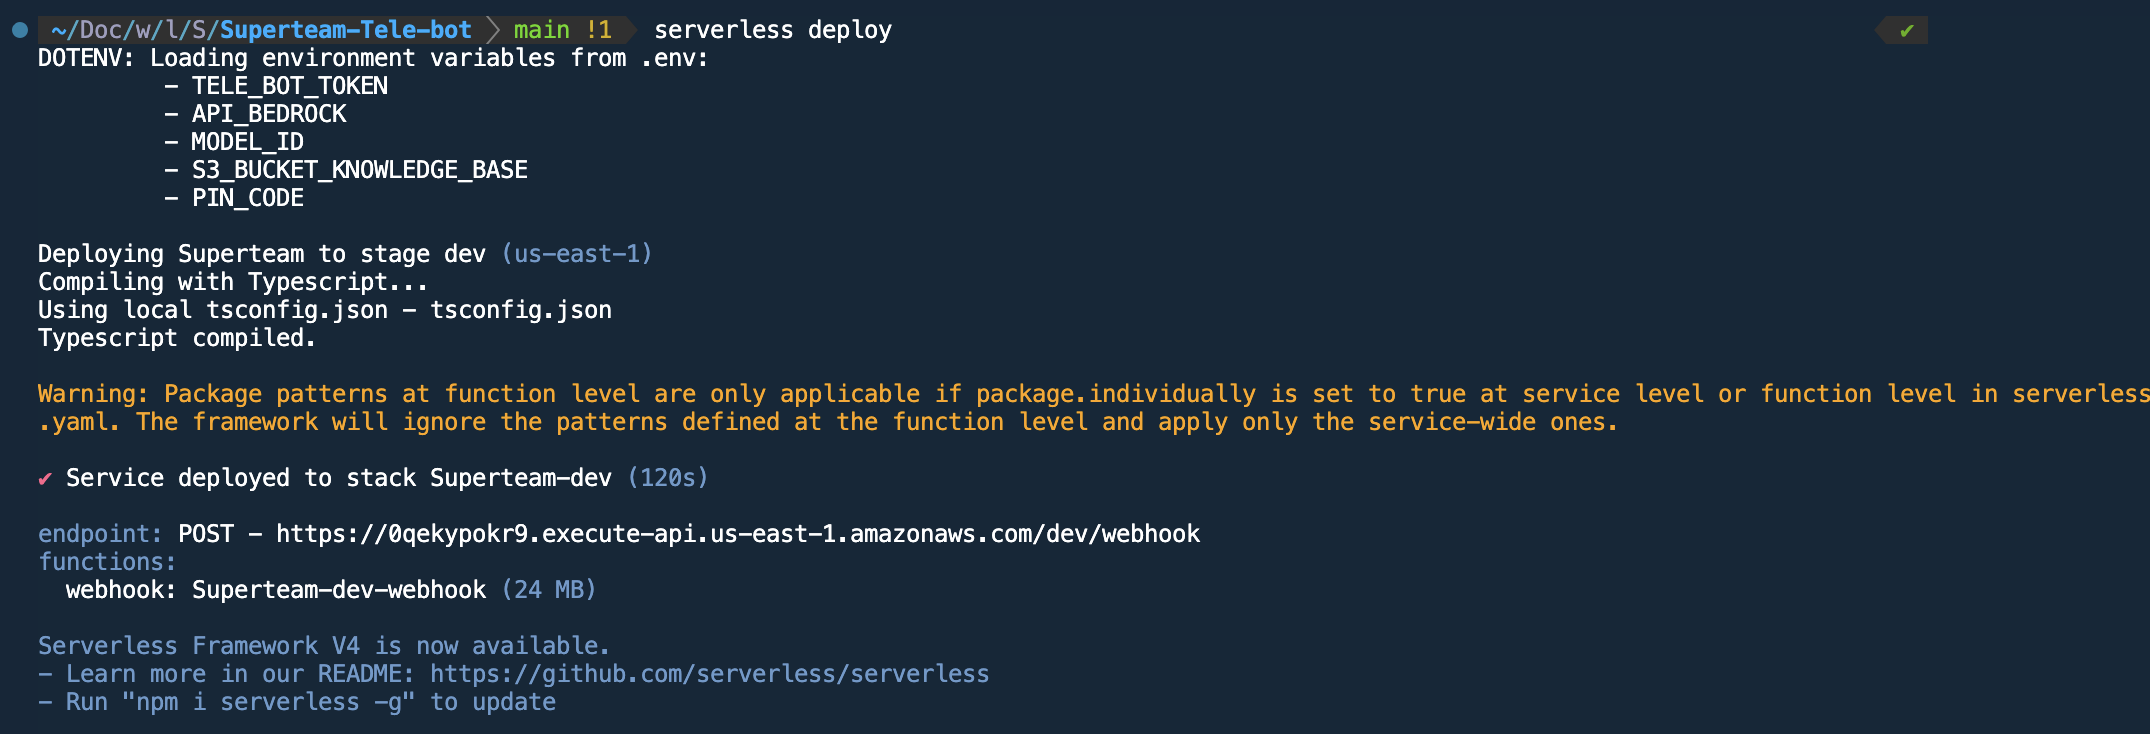 ~/Doc/w/l/S/Superteam-Tele-bot main !1 serverless deploy ✔
DOTENV: Loading environment variables from .env:
- TELE_BOT_TOKEN
- API_BEDROCK
- MODEL_ID
- S3_BUCKET_KNOWLEDGE_BASE
- PIN_CODE
Deploying Superteam to stage dev (us-east-1)
Compiling with Typescript...
Using local tsconfig.json - tsconfig.json
Typescript compiled.
Warning: Package patterns at function level are only applicable if package.individually is set to true at service level or function level in serverless
.yaml. The framework will ignore the patterns defined at the function level and apply only the service-wide ones.
✔ Service deployed to stack Superteam-dev (120s)
endpoint: POST - https://0qekypokr9.execute-api.us-east-1.amazonaws.com/dev/webhook
functions:
webhook: Superteam-dev-webhook (24 MB)
Serverless Framework V4 is now available.
- Learn more in our README: https://github.com/serverless/serverless
- Run "npm i serverless -g" to update